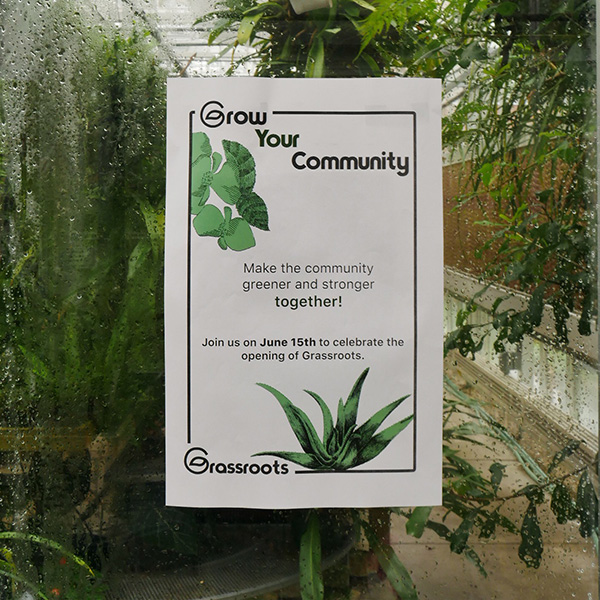 Grow
Your
Community
Make the community
greener and stronger
together!
Join us on June 15th to celebrate the
opening of Grassroots.
Grassroots